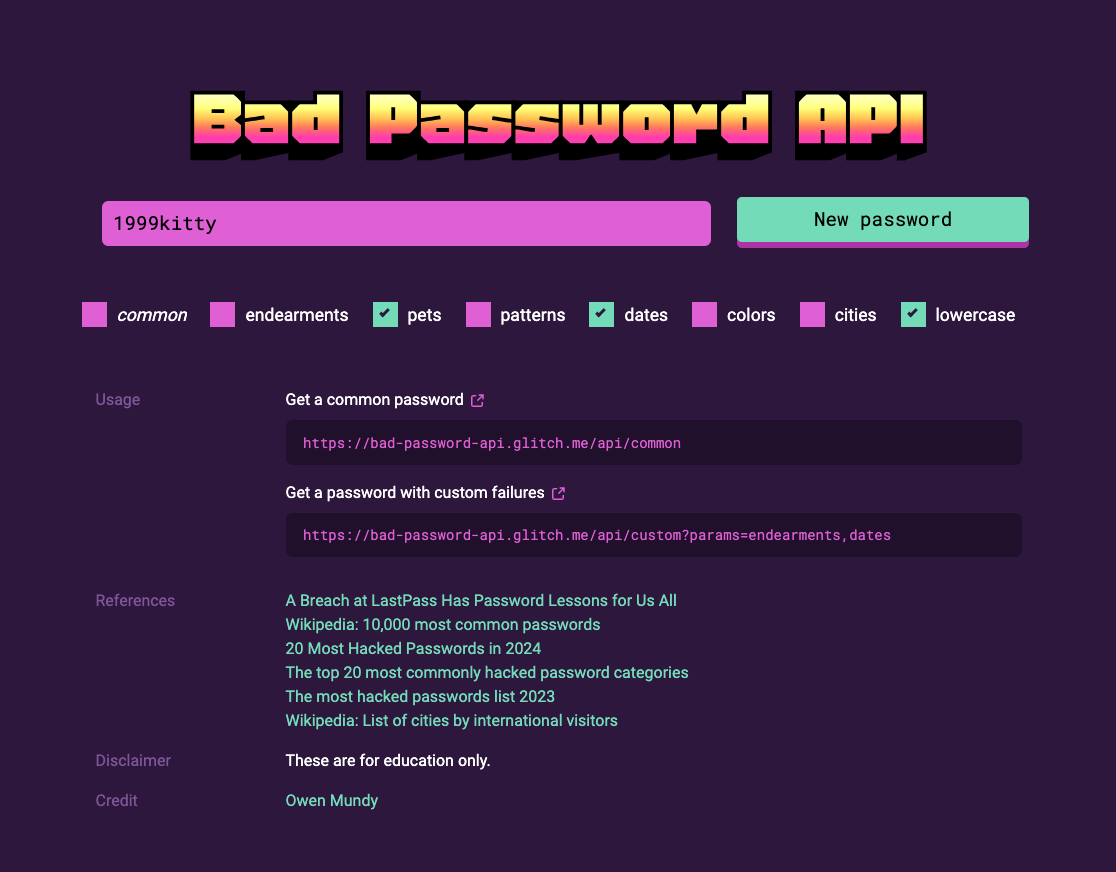 Bad Password API
1999kitty
New password
common endearments pets patterns dates colors cities lowercase
Usage
Get a common password
https://bad-password-api.glitch.me/api/common
Get a password with custom failures
https://bad-password-api.glitch.me/api/custom?params=endearments,dates
References
A Breach at LastPass Has Password Lessons for Us All
Wikipedia: 10,000 most common passwords
20 Most Hacked Passwords in 2024
The top 20 most commonly hacked password categories
The most hacked passwords list 2023
Wikipedia: List of cities by international visitors
Disclaimer
These are for education only.
Credit
Owen Mundy